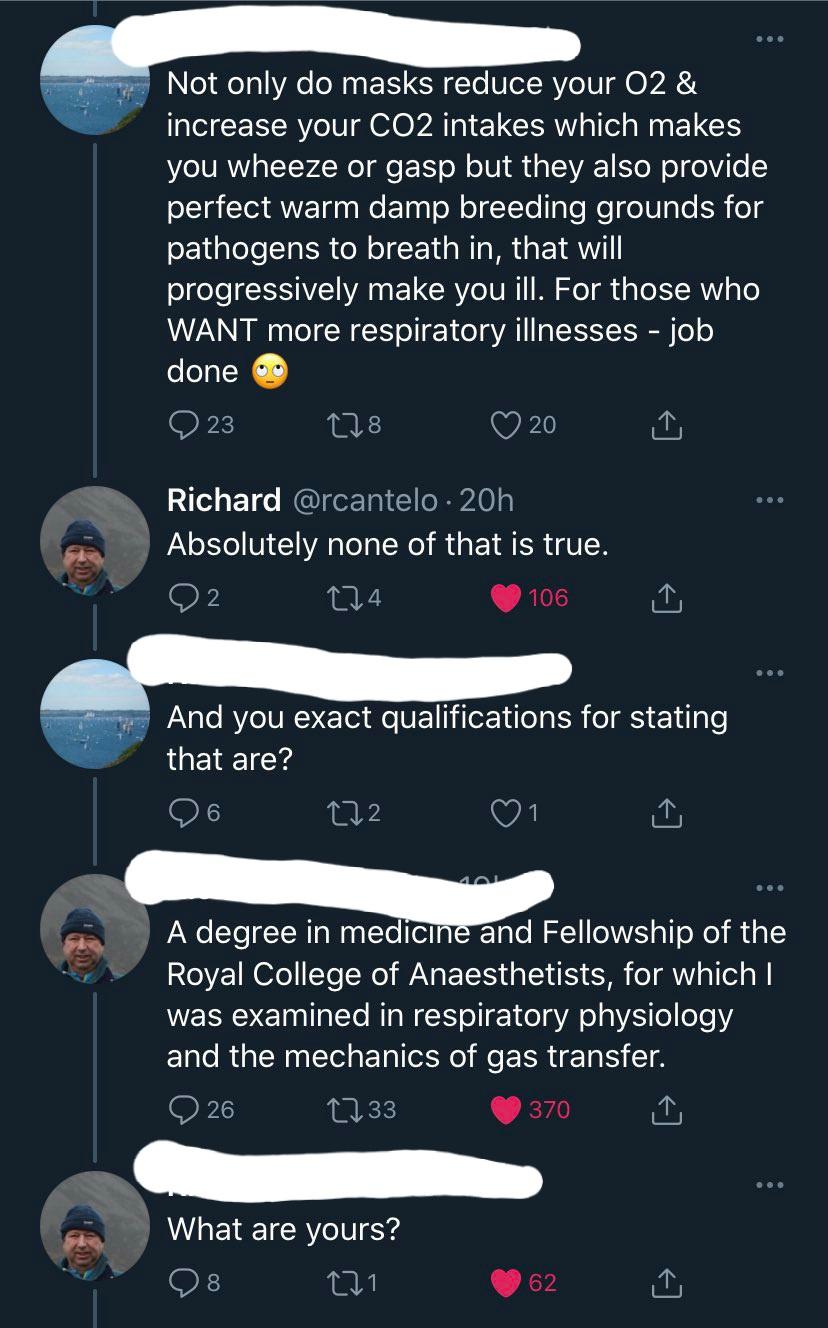 Not only do masks reduce your O2 &
increase your CO2 intakes which makes
you wheeze or gasp but they also provide
perfect warm damp breeding grounds for
pathogens to breath in, that will
progressively make you ill. For those who
WANT more respiratory illnesses - job
done 🙄
23 8 20
Richard @rcantelo · 20h
Absolutely none of that is true.
2 4 106
And you exact qualifications for stating
that are?
6 2 1
A degree in medicine and Fellowship of the
Royal College of Anaesthetists, for which I
was examined in respiratory physiology
and the mechanics of gas transfer.
26 33 370
What are yours?
8 1 62